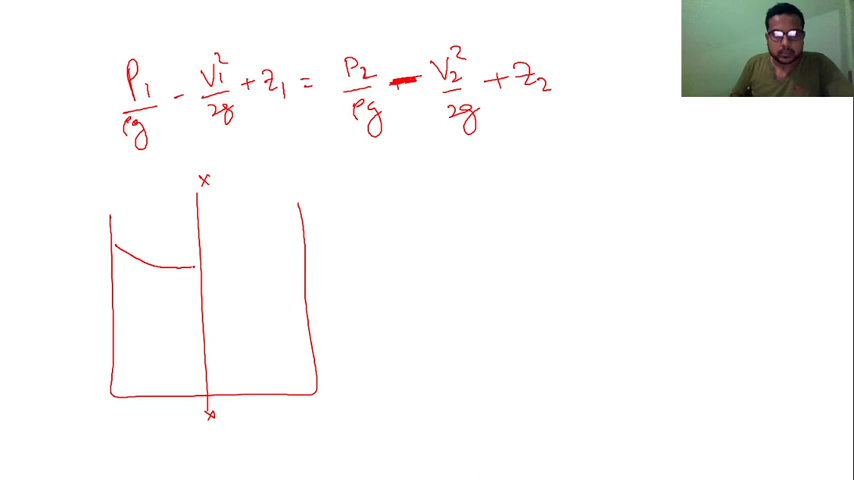 P₁/ρg - V₁²/2g + Z₁ = P₂/ρg - V₂²/2g + Z₂
x
x